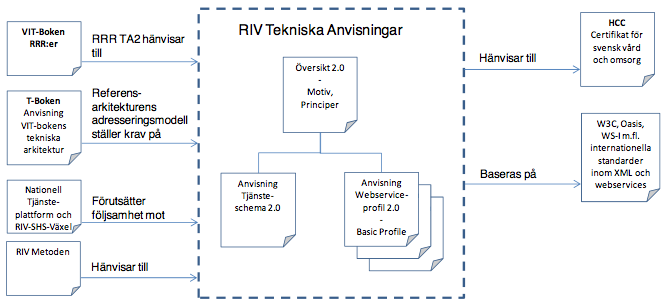 VIT-Boken
RRR:er
RRR TA2 hänvisar
till
T-Boken
Anvisning
VIT-bokens
tekniska
arkitektur
Referens-
arkitekturens
adresseringsmodell
ställer krav på
Nationell
Tjänste-
plattform och
RIV-SHS-Växel
Förutsätter
följsamhet mot
RIV Metoden
Hänvisar till
RIV Tekniska Anvisningar
Översikt 2.0
-
Motiv,
Principer
Anvisning
Tjänste-
schema 2.0
Anvisning
Webservice-
profil 2.0
-
Basic Profile
Hänvisar till
HCC
Certifikat för
svensk vård
och omsorg
Baseras på
W3C, Oasis,
WS-I m.fl.
internationella
standarder
inom XML och
webservices